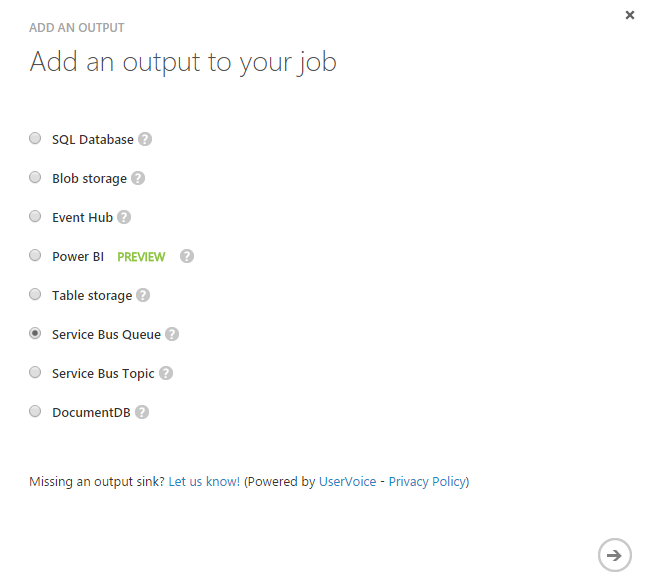 ADD AN OUTPUT
Add an output to your job
SQL Database ?
Blob storage ?
Event Hub ?
Power BI PREVIEW ?
Table storage ?
Service Bus Queue ?
Service Bus Topic ?
DocumentDB ?
Missing an output sink? Let us know! (Powered by UserVoice - Privacy Policy)